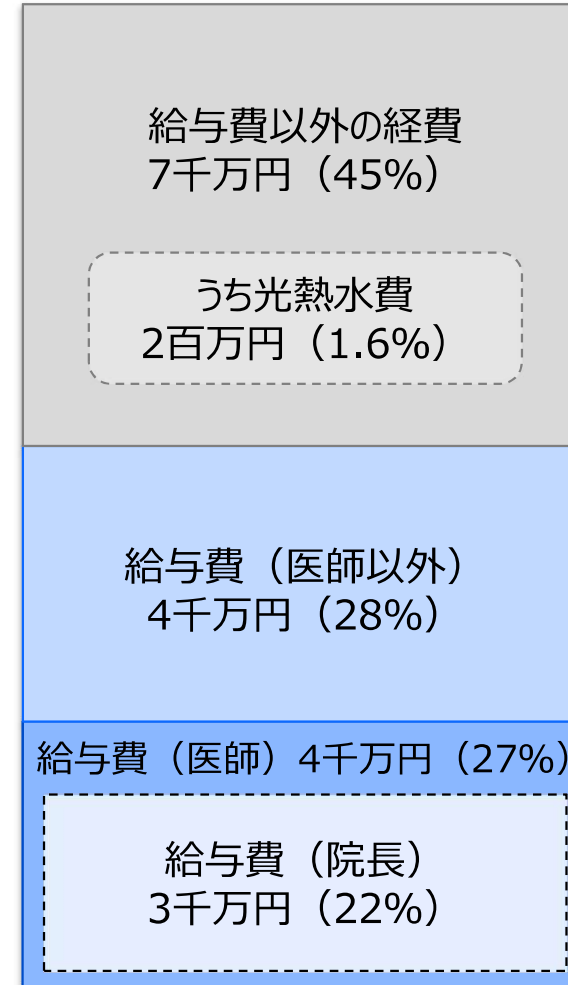 給与費以外の経費
7千万円（45%）
うち光熱水費
2百万円（1.6%）
給与費（医師以外）
4千万円（28%）
給与費（医師）4千万円（27%）
給与費（院長）
3千万円（22%）